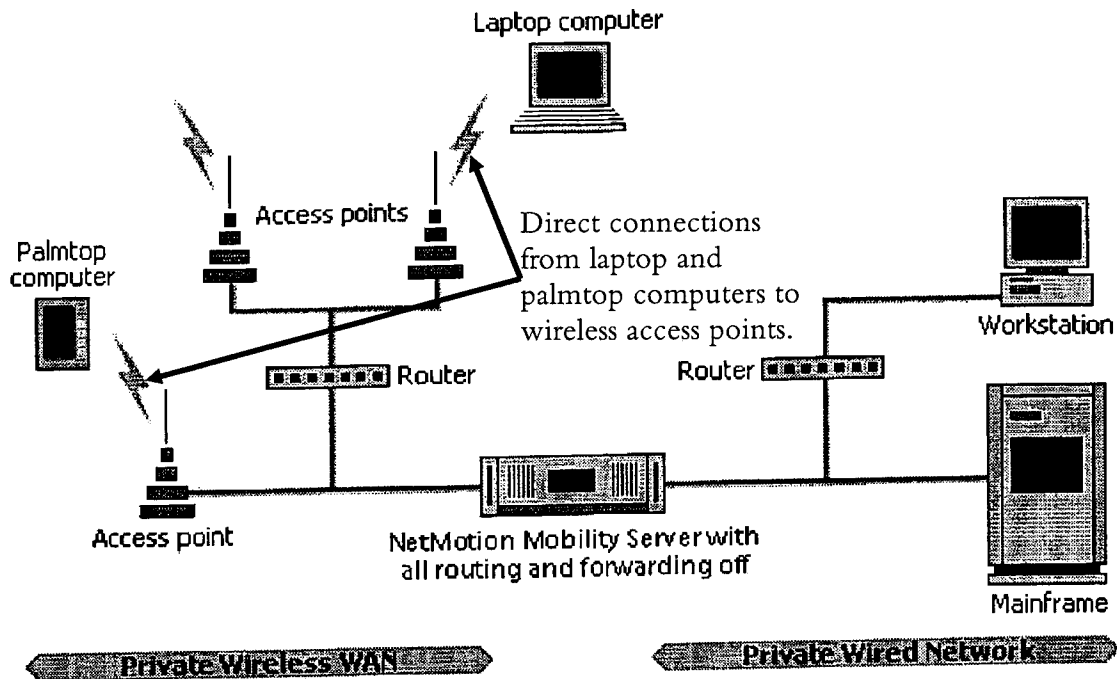 Laptop computer
Access points
Palmtop
computer
Direct connections
from laptop and
palmtop computers to
wireless access points.
Workstation
Router
Router
Access point
NetMotion Mobility Server with
all routing and forwarding off
Mainframe
Private Wireless WAN
Private Wired Network